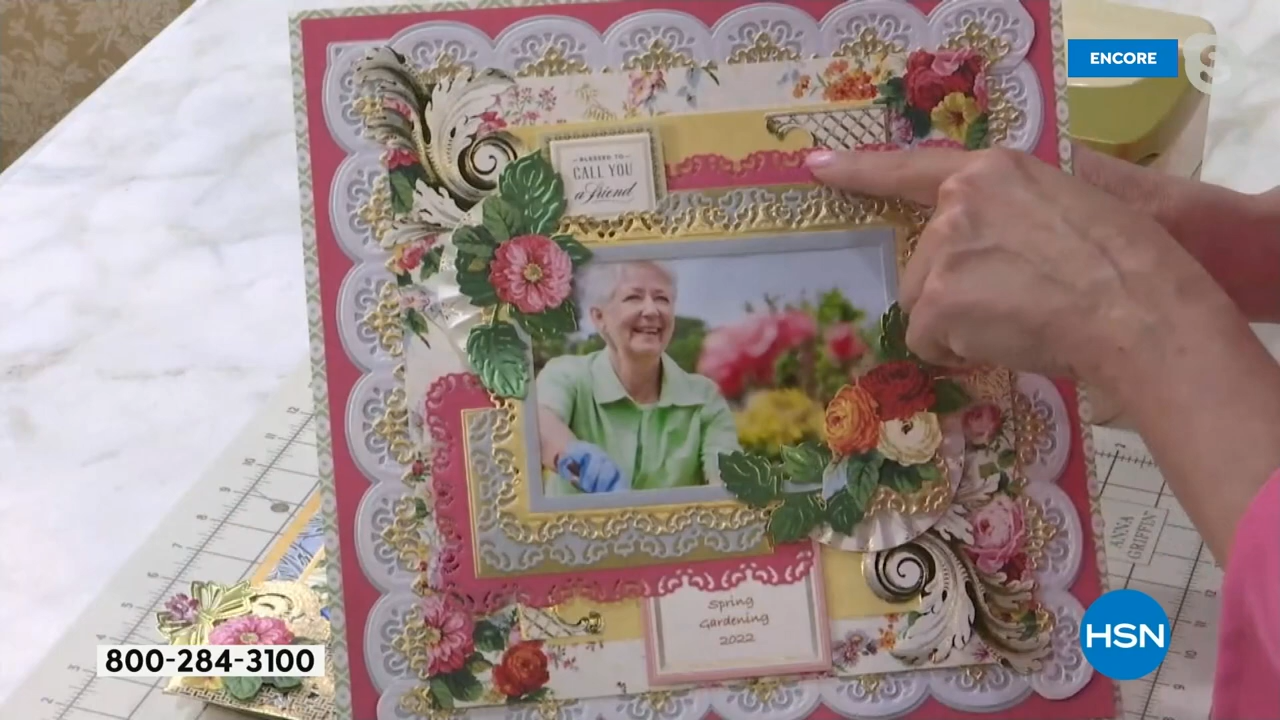 ENCORE
S
BLESSED TO
CALL YOU
a friend
Spring
Gardening
2022
ANNA
GRIFFIN
HSN
800-284-3100